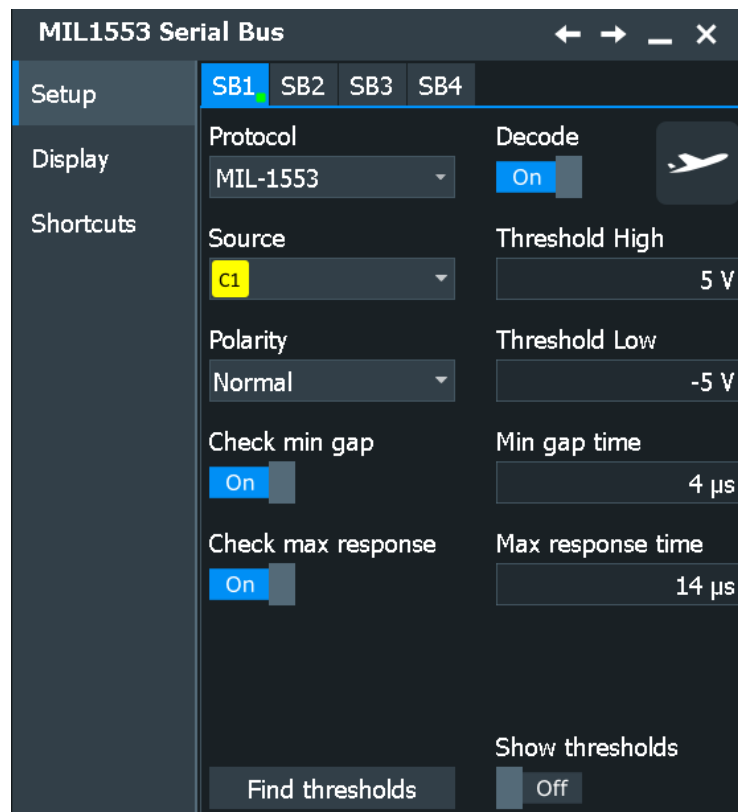 MIL1553 Serial Bus
Setup
Display
Shortcuts
SB1 SB2 SB3 SB4
Protocol Decode
MIL-1553 On
Source Threshold High
C1 5 V
Polarity Threshold Low
Normal -5 V
Check min gap Min gap time
On 4 µs
Check max response Max response time
On 14 µs
Show thresholds
Find thresholds Off